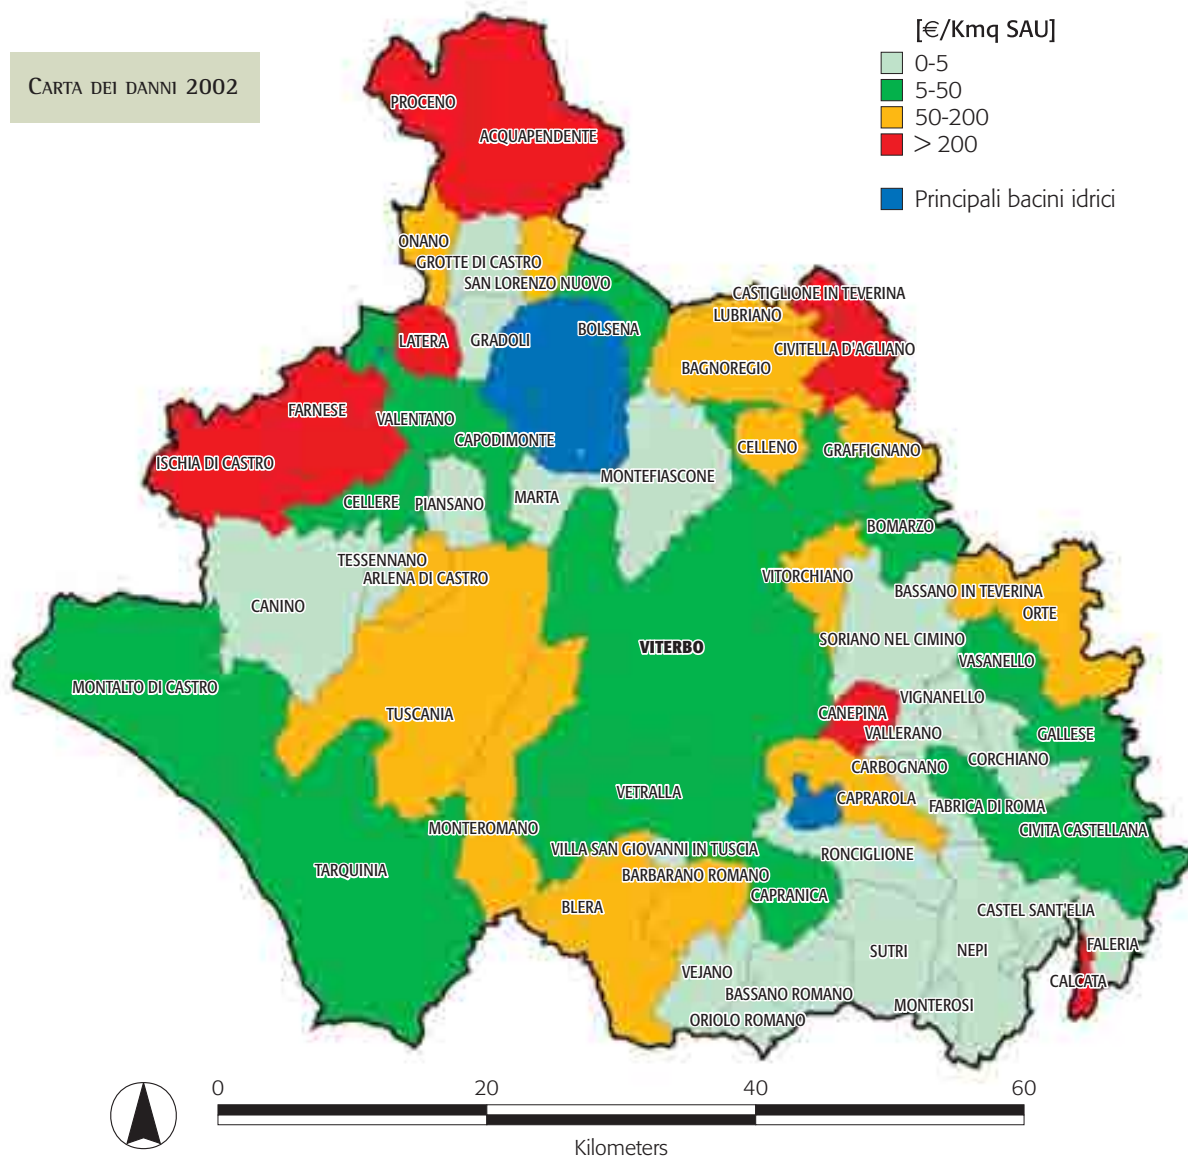 CARTA DEI DANNI 2002
[€/Kmq SAU]
0-5
5-50
50-200
> 200
Principali bacini idrici
PROCENO
ACQUAPENDENTE
ONANO
GROTTE DI CASTRO
SAN LORENZO NUOVO
CASTIGLIONE IN TEVERINA
LUBRIANO
BOLSENA
LATERA
GRADOLI
CIVITELLA D'AGLIANO
BAGNOREGIO
FARNESE
VALENTANO
CAPODIMONTE
CELLENO
GRAFFIGNANO
ISCHIA DI CASTRO
MONTEFIASCONE
CELLERE
PIANSANO
MARTA
BOMARZO
TESSENNANO
ARLENA DI CASTRO
VITORCHIANO
BASSANO IN TEVERINA
CANINO
ORTE
SORIANO NEL CIMINO
VITERBO
VASANELLO
MONTALTO DI CASTRO
VIGNANELLO
TUSCANIA
CANEPINA
VALLERANO
GALLESE
CORCHIANO
CARBOGNANO
VETRALLA
CAPRAROLA
FABRICA DI ROMA
MONTEROMANO
CIVITA CASTELLANA
VILLA SAN GIOVANNI IN TUSCIA
RONCIGLIONE
TARQUINIA
BARBARANO ROMANO
CAPRANICA
BLERA
CASTEL SANT'ELIA
SUTRI
NEPI
FALERIA
VEJANO
CALCATA
BASSANO ROMANO
MONTEROSI
ORIOLO ROMANO
0
20
40
60
Kilometers